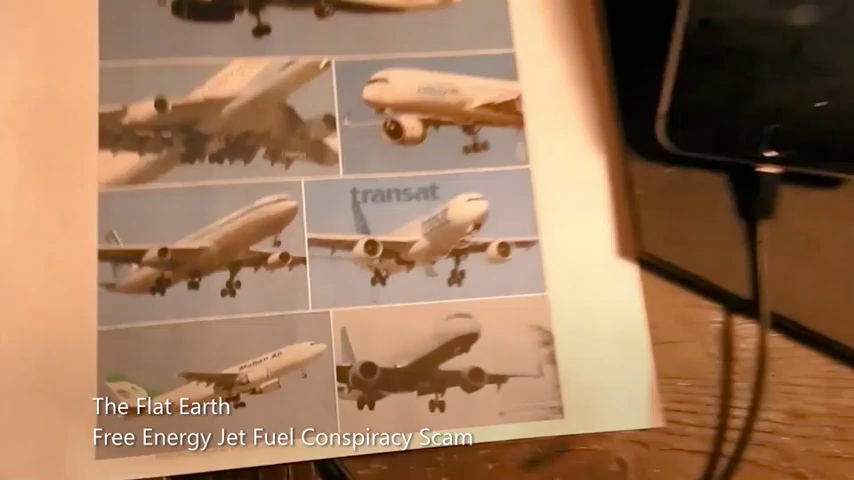 transat
Mahan Air
The Flat Earth
Free Energy Jet Fuel Conspiracy Scam